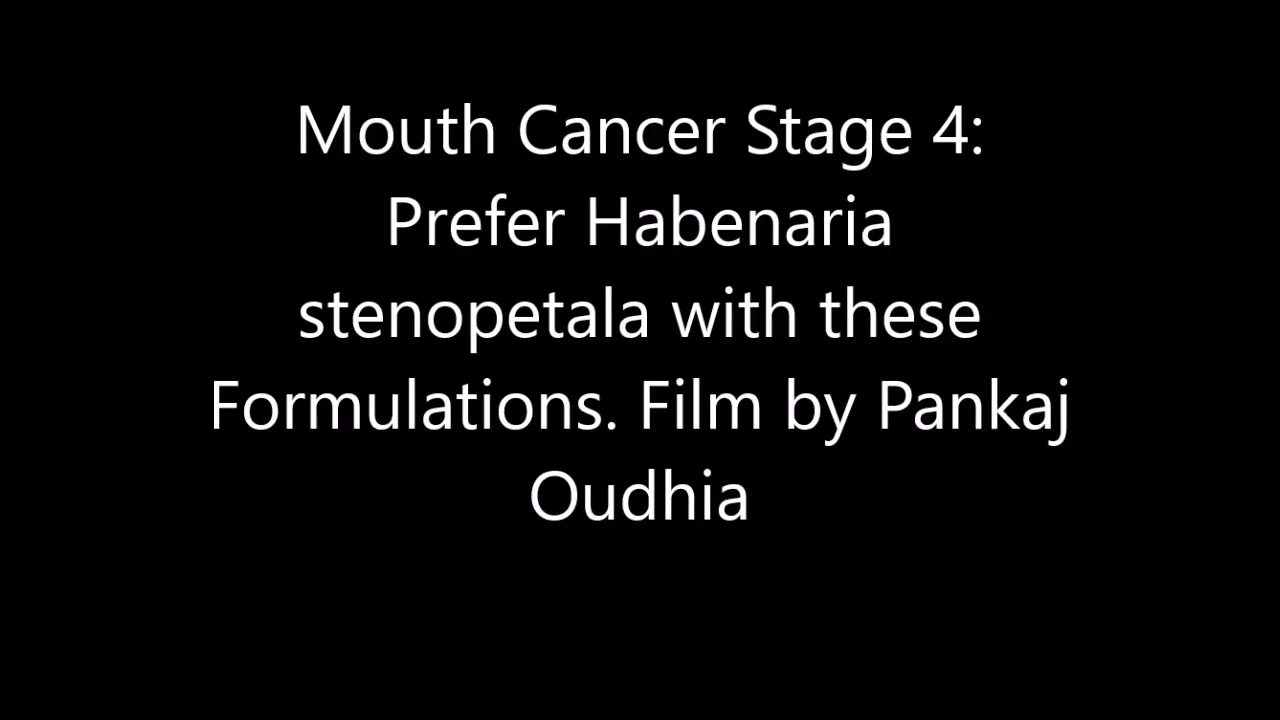 Mouth Cancer Stage 4:
Prefer Habenaria
stenopetala with these
Formulations. Film by Pankaj
Oudhia